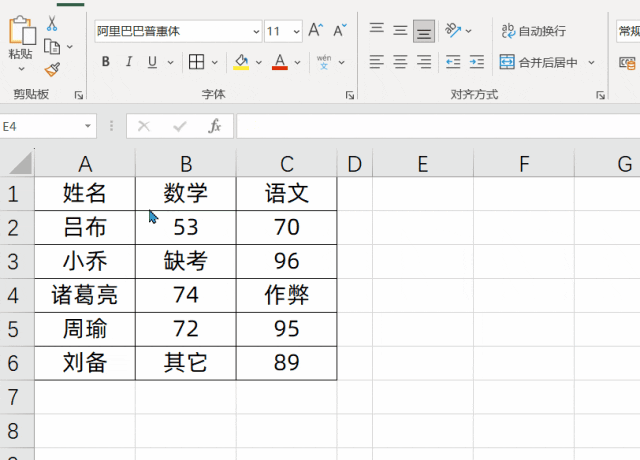 阿里巴巴普惠体 11 A A 自动换行 常规
粘贴 B I U A wén 文 合并后居中
剪贴板 字体 对齐方式
E4 fx
A B C D E F G
1 姓名 数学 语文
2 吕布 53 70
3 小乔 缺考 96
4 诸葛亮 74 作弊
5 周瑜 72 95
6 刘备 其它 89
7
8